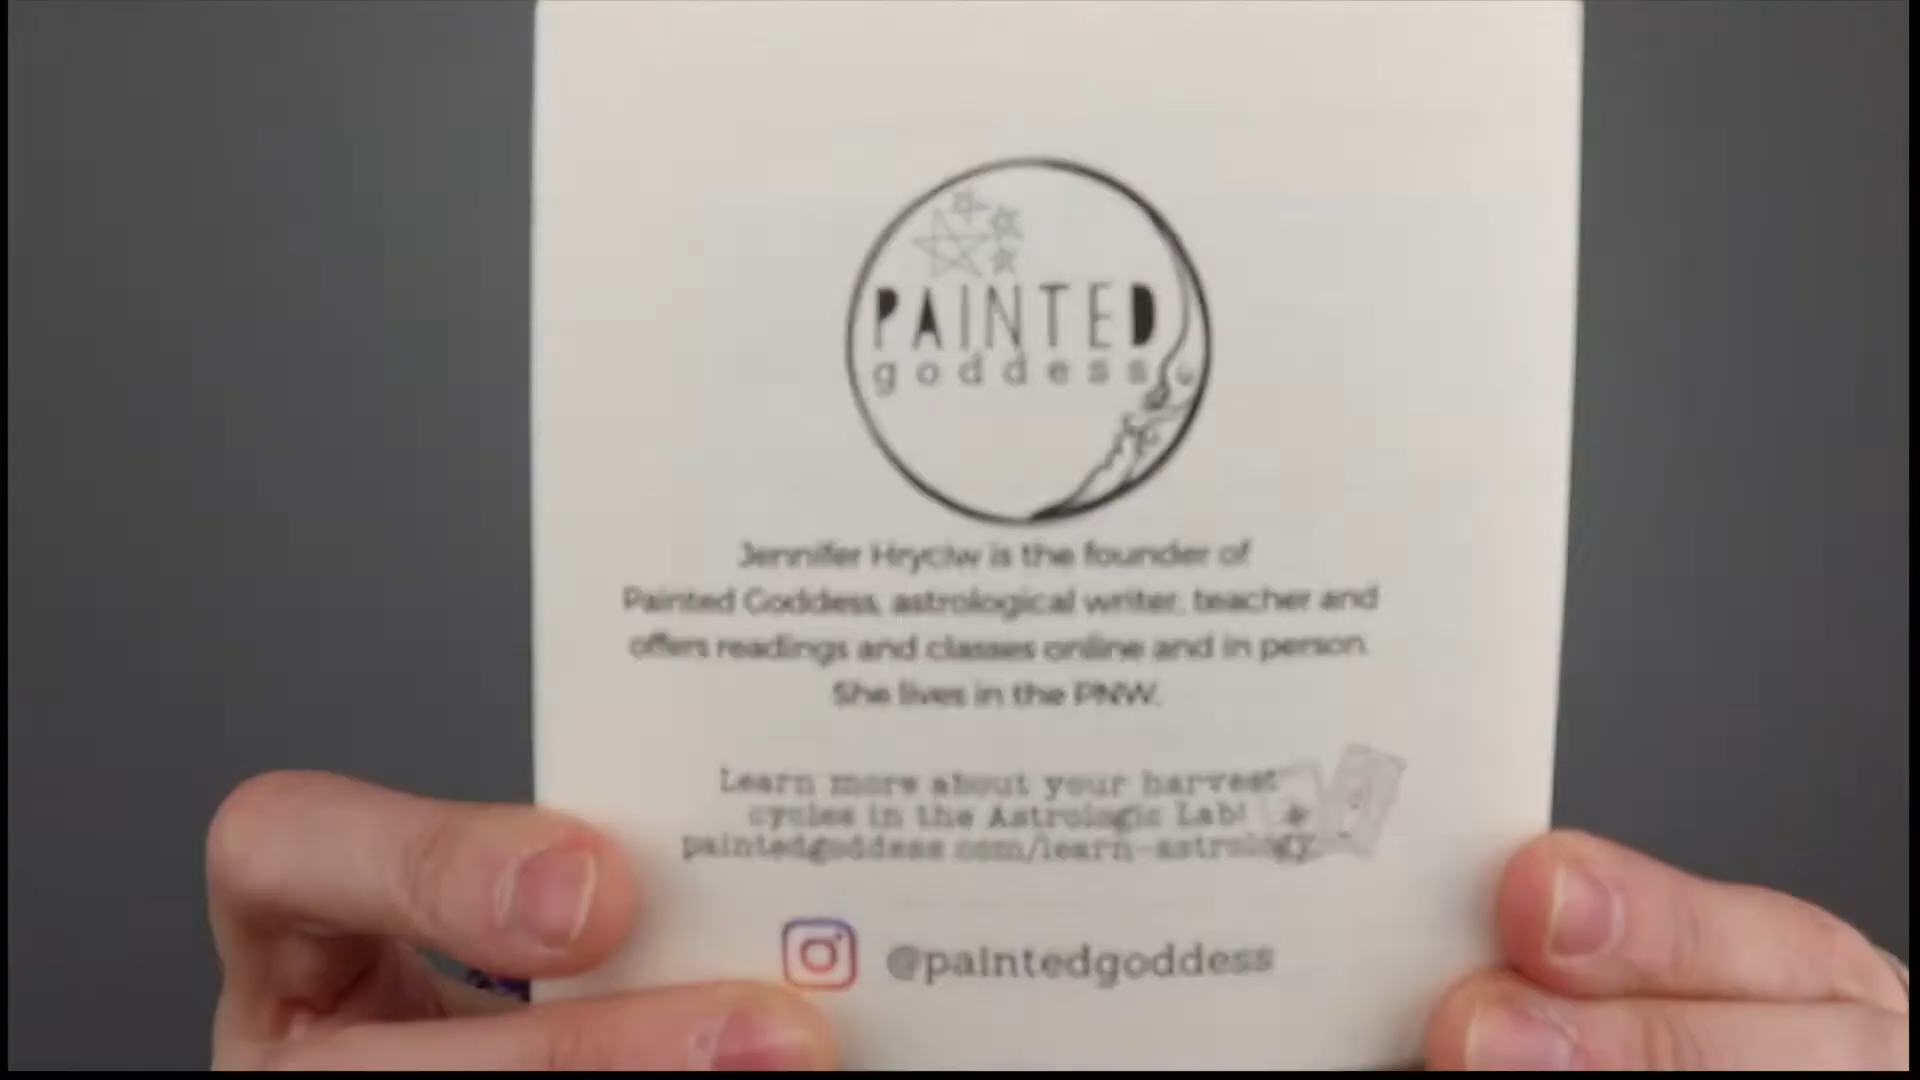 PAINTED
goddess
Jennifer Hryciw is the founder of
Painted Goddess, astrological writer, teacher and
offers readings and classes online and in person.
She lives in the PNW.
Learn more about your harvest
cycles in the Astrologic Lab!
paintedgoddess.com/learn-astrology
@paintedgoddess